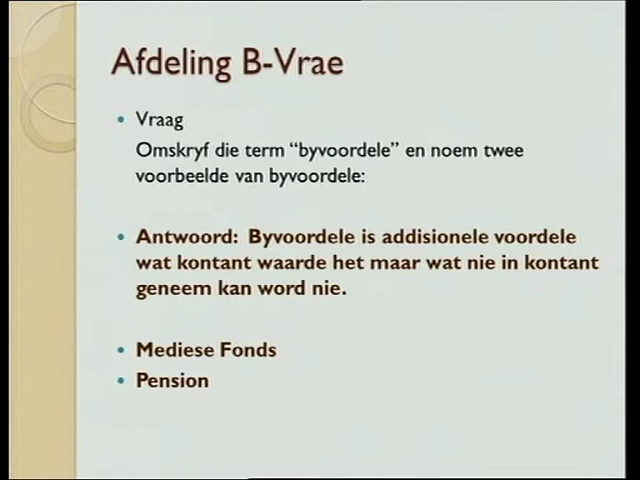 Afdeling B-Vrae
• Vraag
Omskryf die term “byvoordele” en noem twee
voorbeelde van byvoordele:
• Antwoord: Byvoordele is addisionele voordele
wat kontant waarde het maar wat nie in kontant
geneem kan word nie.
• Mediese Fonds
• Pension